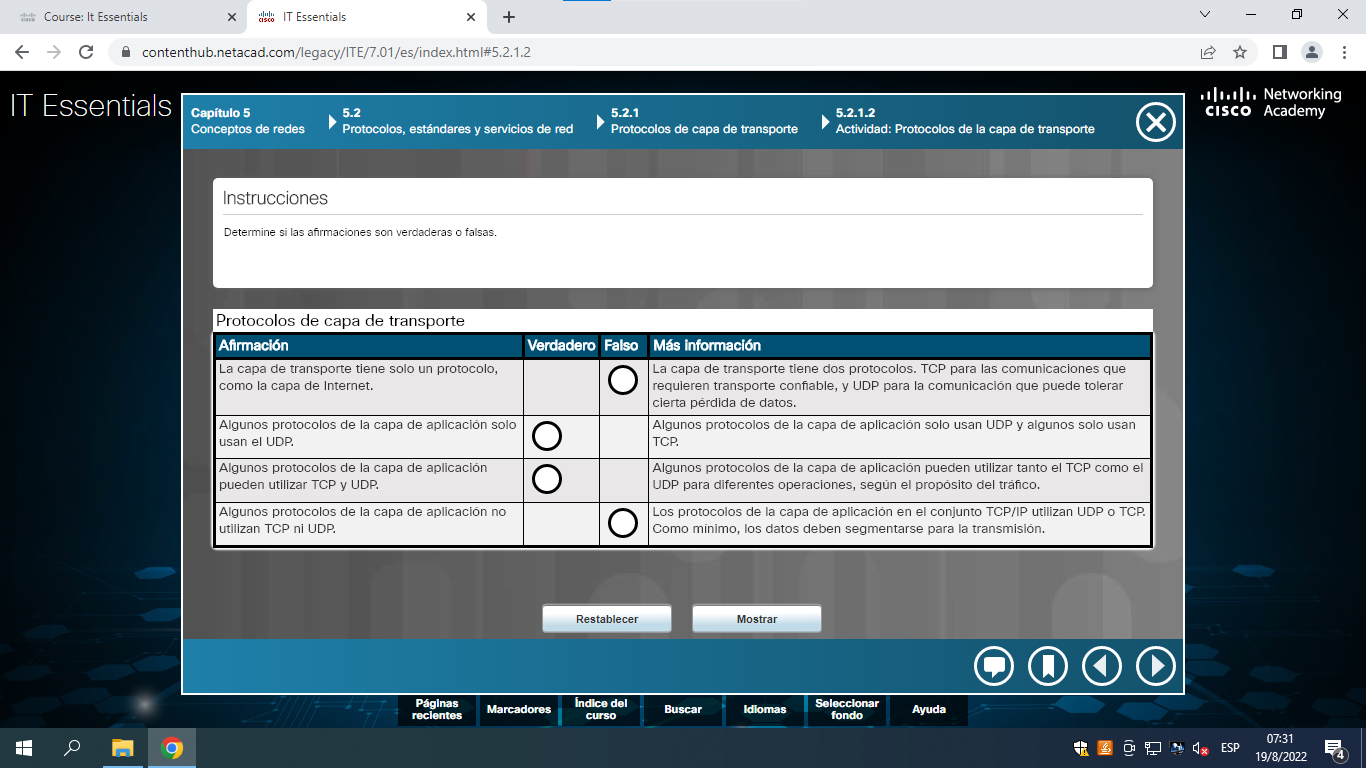 Course: It Essentials
IT Essentials
contenthub.netacad.com/legacy/ITE/7.01/es/index.html#5.2.1.2
IT Essentials
Capítulo 5
Conceptos de redes
5.2
Protocolos, estándares y servicios de red
5.2.1
Protocolos de capa de transporte
5.2.1.2
Actividad: Protocolos de la capa de transporte
CISCO
Networking
Academy
Instrucciones
Determine si las afirmaciones son verdaderas o falsas.
Protocolos de capa de transporte
Afirmación Verdadero Falso Más información
La capa de transporte tiene solo un protocolo,
como la capa de Internet.
La capa de transporte tiene dos protocolos. TCP para las comunicaciones que
requieren transporte confiable, y UDP para la comunicación que puede tolerar
cierta pérdida de datos.
Algunos protocolos de la capa de aplicación solo
usan el UDP.
Algunos protocolos de la capa de aplicación solo usan UDP y algunos solo usan
TCP.
Algunos protocolos de la capa de aplicación
pueden utilizar TCP y UDP.
Algunos protocolos de la capa de aplicación pueden utilizar tanto el TCP como el
UDP para diferentes operaciones, según el propósito del tráfico.
Algunos protocolos de la capa de aplicación no
utilizan TCP ni UDP.
Los protocolos de la capa de aplicación en el conjunto TCP/IP utilizan UDP o TCP.
Como mínimo, los datos deben segmentarse para la transmisión.
Restablecer
Mostrar
Páginas
recientes
Marcadores
Índice del
curso
Buscar
Idiomas
Seleccionar
fondo
Ayuda
ESP
07:31
19/8/2022
4